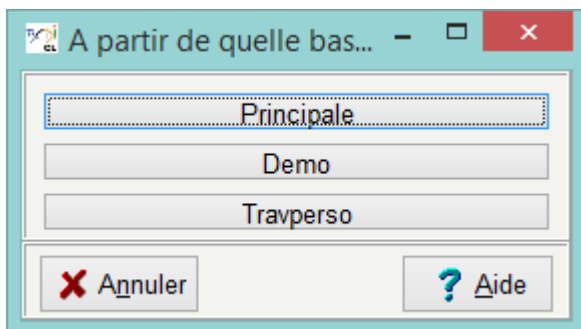 A partir de quelle bas...
Principale
Demo
Travperso
Annuler
Aide